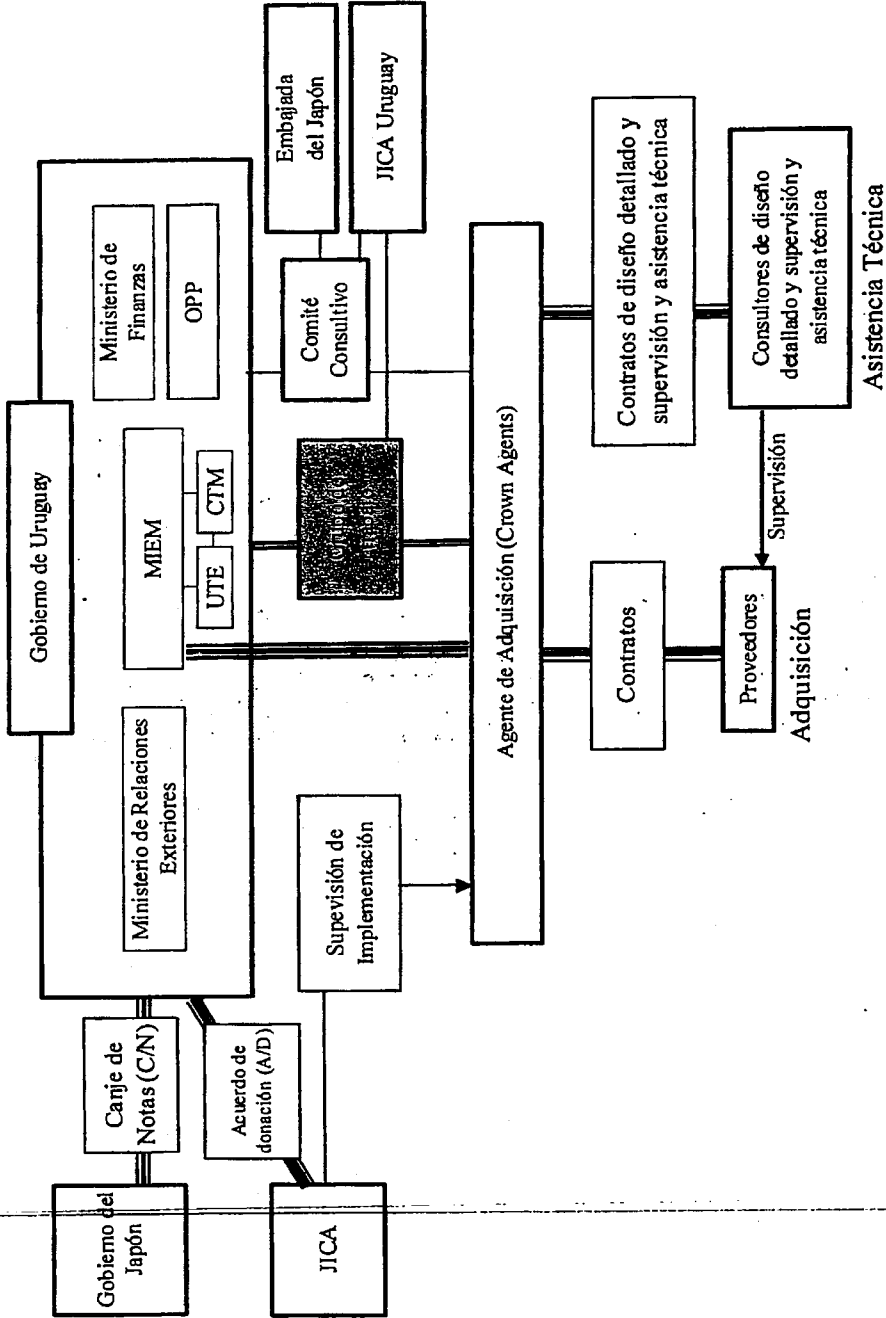 Gobierno del
Japón
Canje de
Notas (C/N)
Acuerdo de
donación (A/D)
JICA
Gobierno de Uruguay
Ministerio de Relaciones
Exteriores
MIEM
UTE
CTM
Ministerio de
Finanzas
OPP
Supevisión de
Implementación
Comité
Consultivo
Embajada
del Japón
JICA Uruguay
Agente de Adquisición (Crown Agents)
Contratos
Contratos de diseño detallado y
supervisión y asistencia técnica
Proveedores
Supervisión
Consultores de diseño
detallado y supervisión y
asistencia técnica
Adquisición
Asistencia Técnica